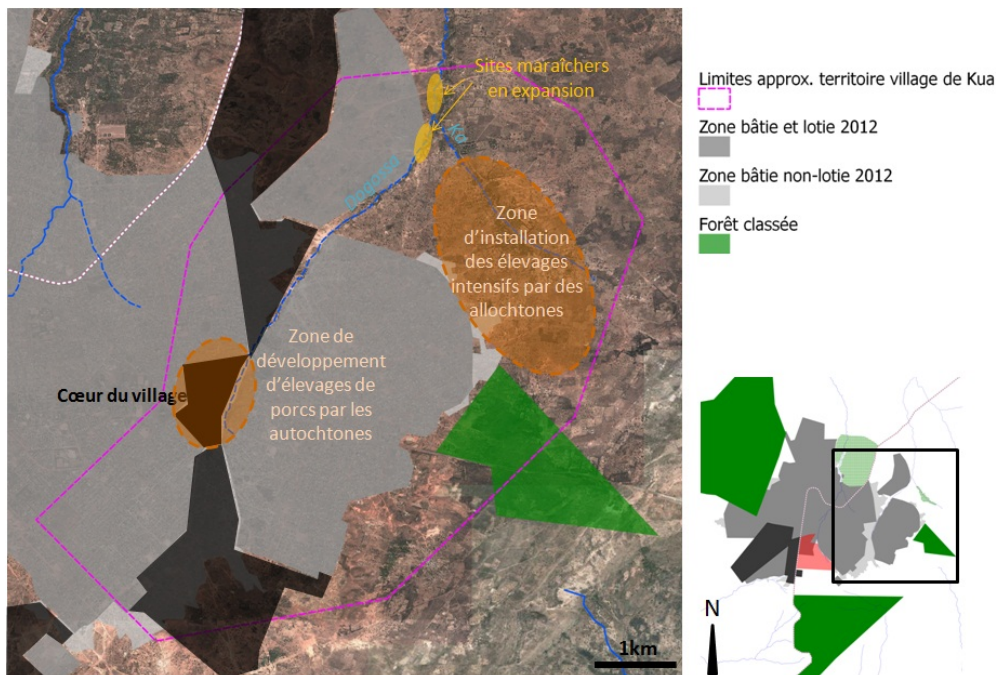 Sites maraîchers
en expansion
Kua
Zone
d'installation
des élevages
intensifs par des
allochtones
Zone de
développement
d'élevages de
porcs par les
autochtones
Cœur du village
1km
Limites approx. territoire village de Kua
Zone bâtie et lotie 2012
Zone bâtie non-lotie 2012
Forêt classée
N